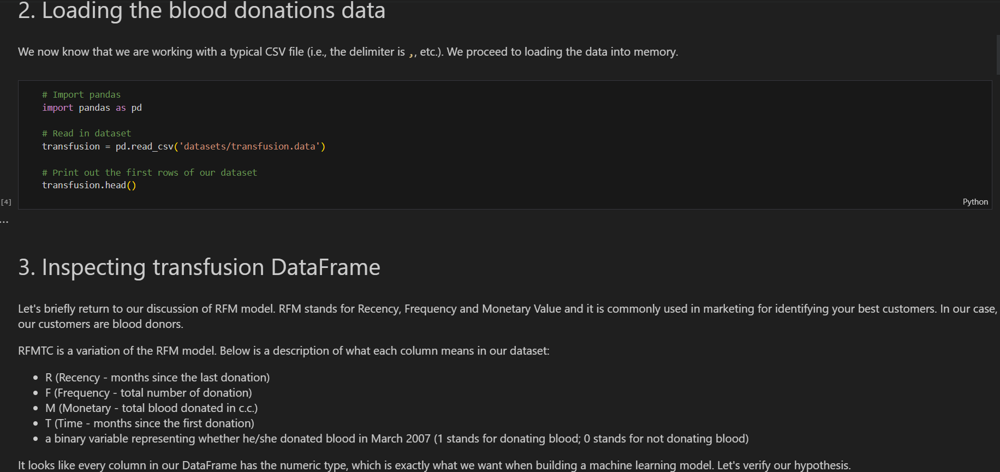 2. Loading the blood donations data
We now know that we are working with a typical CSV file (i.e., the delimiter is ,, etc.). We proceed to loading the data into memory.
# Import pandas
import pandas as pd
# Read in dataset
transfusion = pd.read_csv('datasets/transfusion.data')
# Print out the first rows of our dataset
transfusion.head()
[4]
Python
...
3. Inspecting transfusion DataFrame
Let's briefly return to our discussion of RFM model. RFM stands for Recency, Frequency and Monetary Value and it is commonly used in marketing for identifying your best customers. In our case,
our customers are blood donors.
RFMTC is a variation of the RFM model. Below is a description of what each column means in our dataset:
• R (Recency - months since the last donation)
• F (Frequency - total number of donation)
• M (Monetary - total blood donated in c.c.)
• T (Time - months since the first donation)
• a binary variable representing whether he/she donated blood in March 2007 (1 stands for donating blood; 0 stands for not donating blood)
It looks like every column in our DataFrame has the numeric type, which is exactly what we want when building a machine learning model. Let's verify our hypothesis.